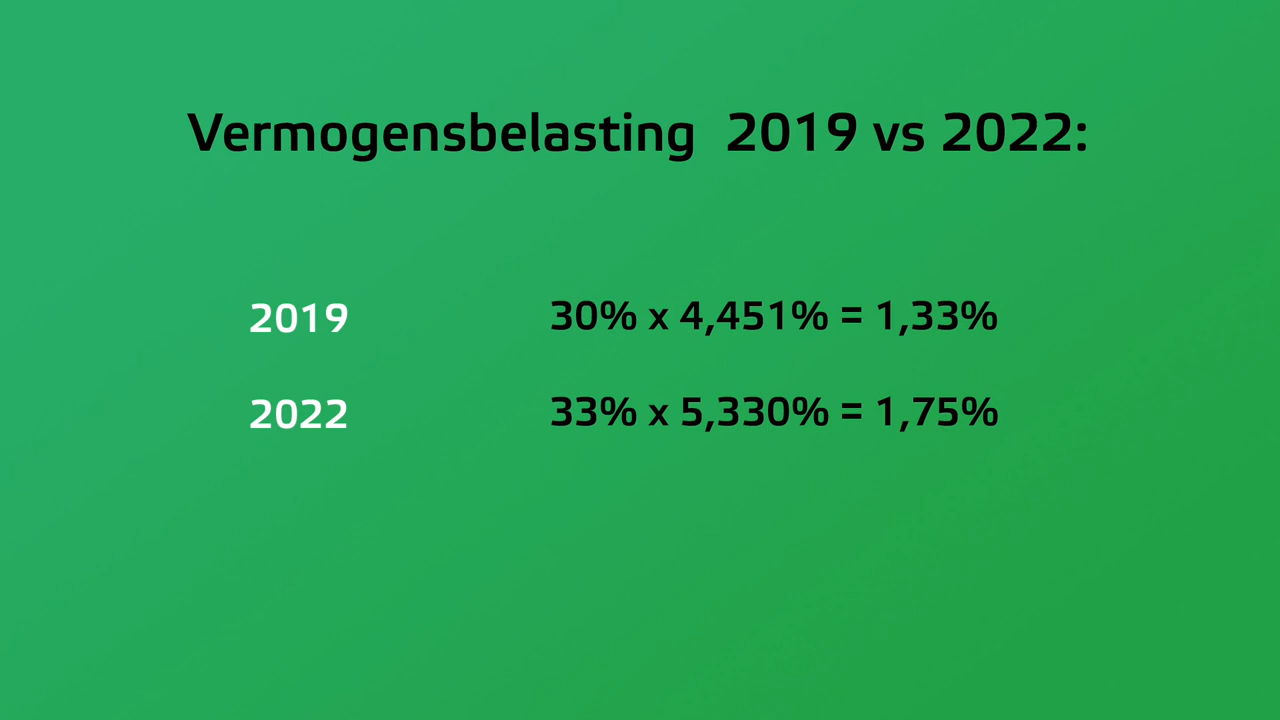 Vermogensbelasting 2019 vs 2022:
2019 30% x 4,451% = 1,33%
2022 33% x 5,330% = 1,75%